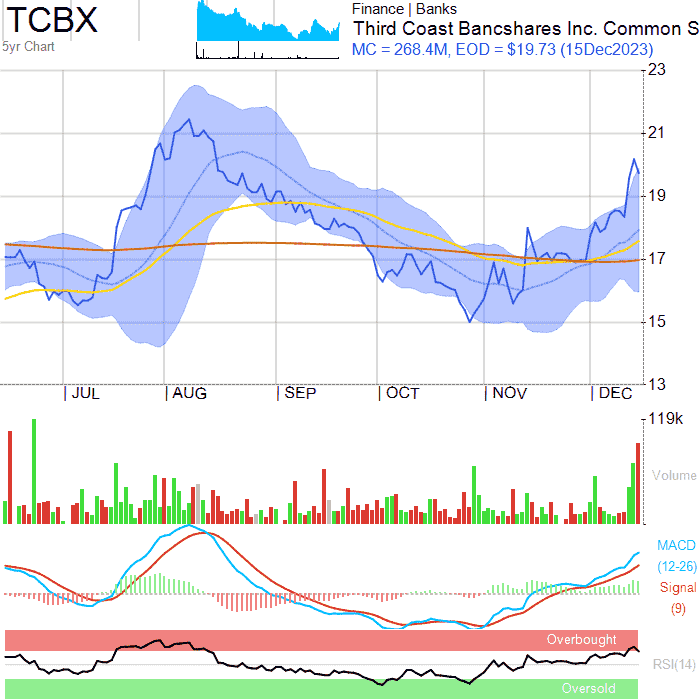 TCBX
5yr Chart
Finance | Banks
Third Coast Bancshares Inc. Common S
MC = 268.4M, EOD = $19.73 (15Dec2023)
23
21
19
17
15
13
JUL AUG SEP OCT NOV DEC
119k
Volume
MACD
(12-26)
Signal
(9)
Overbought
RSI(14)
Oversold